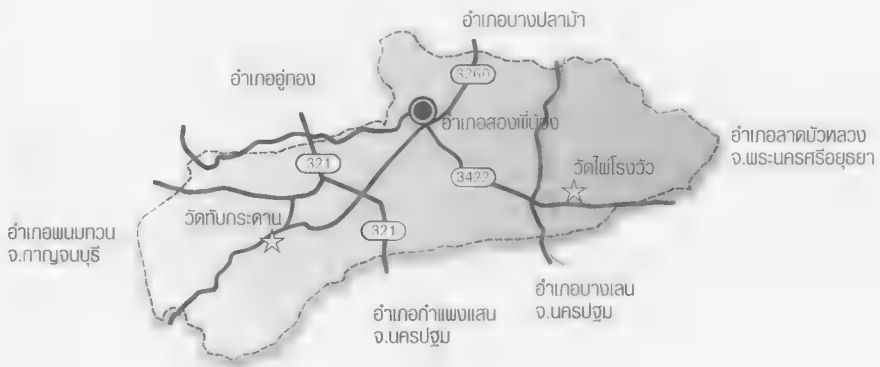 อำเภอบางปลาม้า
3260
อำเภออู่ทอง
อำเภอสองพี่น้อง
อำเภอลาดบัวหลวง
จ.พระนครศรีอยุธยา
321
3422
วัดไผ่โรงวัว
วัดทับกระดาน
321
อำเภอพนมทวน
จ.กาญจนบุรี
อำเภอกำแพงแสน
จ.นครปฐม
อำเภอบางเลน
จ.นครปฐม